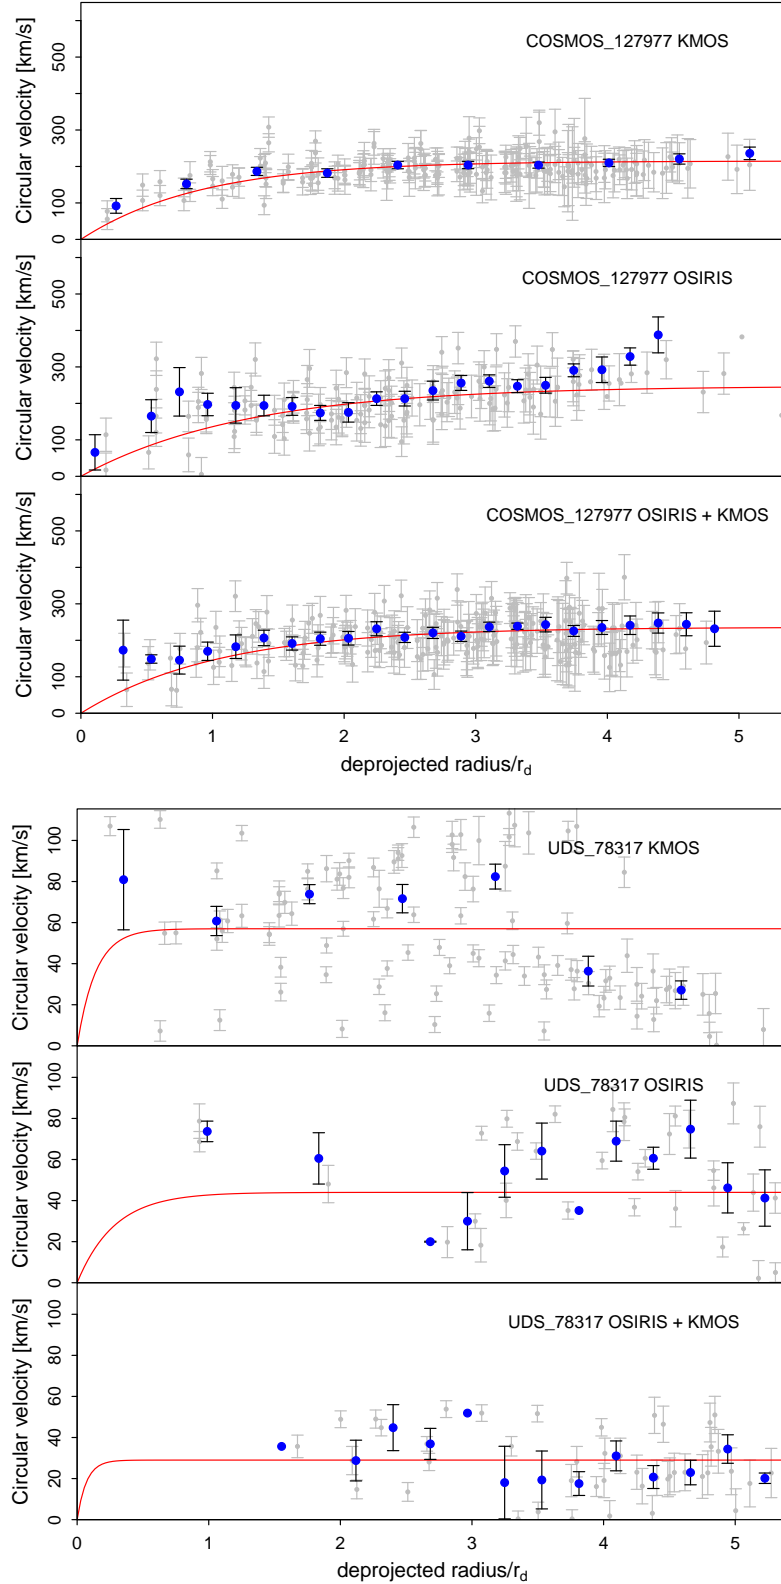 COSMOS_127977 KMOS
Circular velocity [km/s]
500
300
100
0
COSMOS_127977 OSIRIS
Circular velocity [km/s]
500
300
100
0
COSMOS_127977 OSIRIS + KMOS
Circular velocity [km/s]
500
300
100
0
0 1 2 3 4 5
deprojected radius/r_d
UDS_78317 KMOS
Circular velocity [km/s]
100
80
60
40
20
0
UDS_78317 OSIRIS
Circular velocity [km/s]
100
80
60
40
20
0
UDS_78317 OSIRIS + KMOS
Circular velocity [km/s]
100
80
60
40
20
0
0 1 2 3 4 5
deprojected radius/r_d